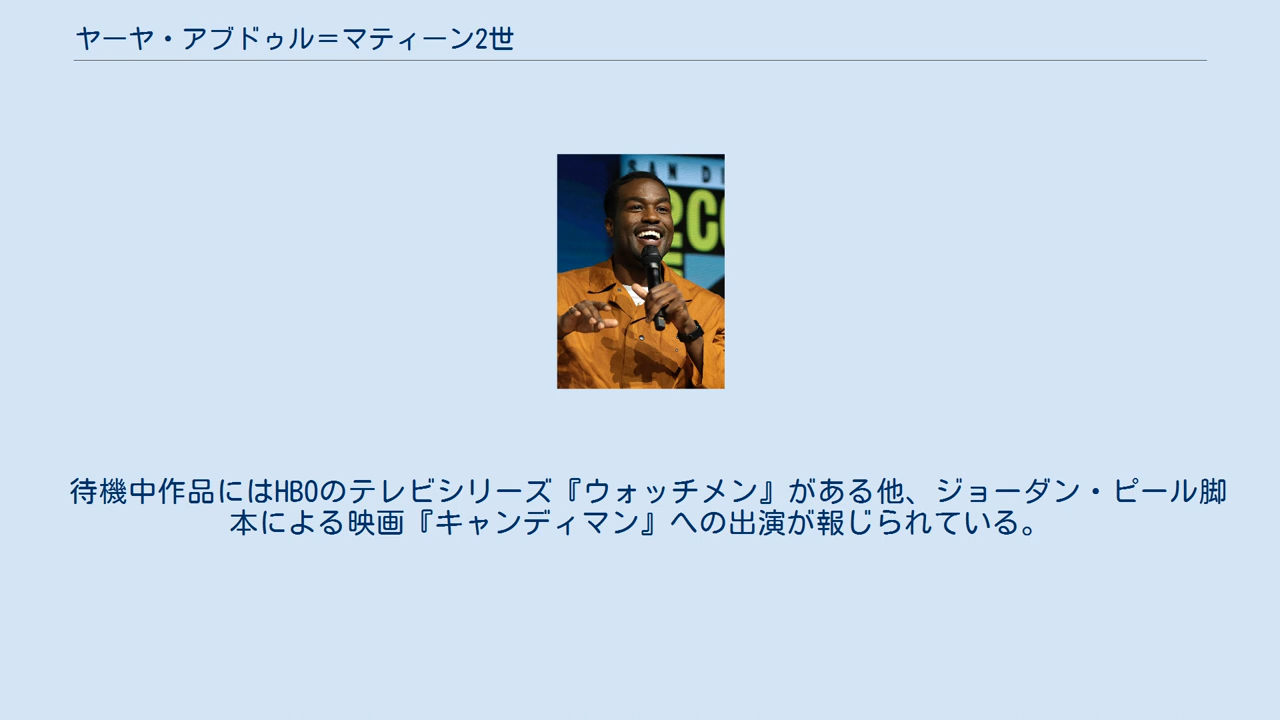 ヤーヤ・アブドゥル＝マティーン2世
SAN DI
2CO
待機中作品にはHBOのテレビシリーズ『ウォッチメン』がある他、ジョーダン・ピール脚
本による映画『キャンディマン』への出演が報じられている。